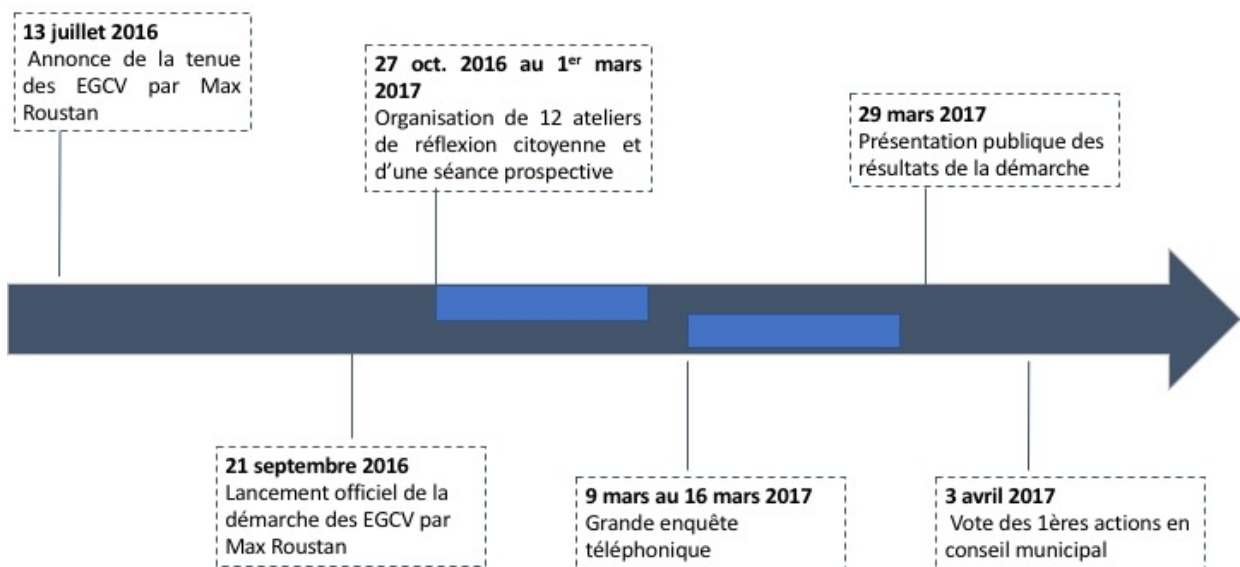 13 juillet 2016
Annonce de la tenue
des EGCV par Max
Roustan
27 oct. 2016 au 1er mars
2017
Organisation de 12 ateliers
de réflexion citoyenne et
d’une séance prospective
29 mars 2017
Présentation publique des
résultats de la démarche
21 septembre 2016
Lancement officiel de la
démarche des EGCV par
Max Roustan
9 mars au 16 mars 2017
Grande enquête
téléphonique
3 avril 2017
Vote des 1ères actions en
conseil municipal